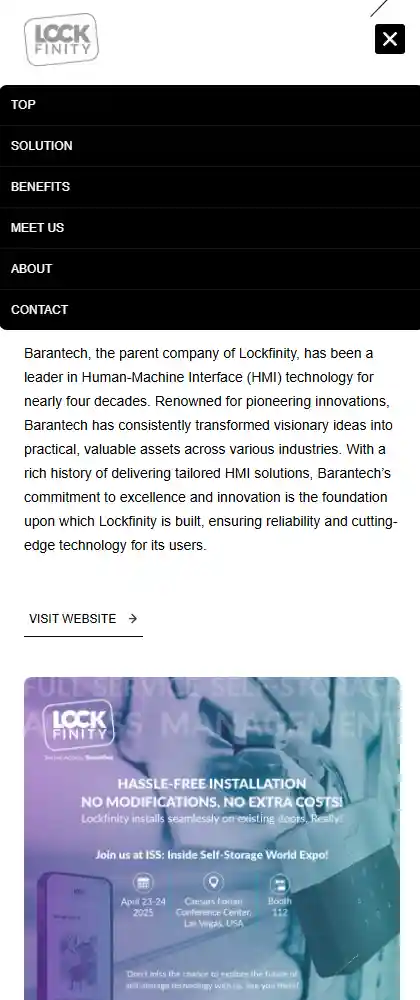 LOCK
FINITY
TOP
SOLUTION
BENEFITS
MEET US
ABOUT
CONTACT
Barantech, the parent company of Lockfinity, has been a
leader in Human-Machine Interface (HMI) technology for
nearly four decades. Renowned for pioneering innovations,
Barantech has consistently transformed visionary ideas into
practical, valuable assets across various industries. With a
rich history of delivering tailored HMI solutions, Barantech's
commitment to excellence and innovation is the foundation
upon which Lockfinity is built, ensuring reliability and cutting-
edge technology for its users.
VISIT WEBSITE
FULL SERVICE SELF-STORAG
MANAGEMENT
LOCK
FINITY
HASSLE-FREE INSTALLATION
NO MODIFICATIONS, NO EXTRA COSTS!
Lockfinity installs seamlessly on existing doors. Really!
Join us at ISS: Inside Self-Storage World Expo!
April 23-24
2025
Caesars Forum
Conference Center,
Las Vegas, USA
Booth
112
Don't miss the chance to explore the future of
self-storage technology with us. See you there!